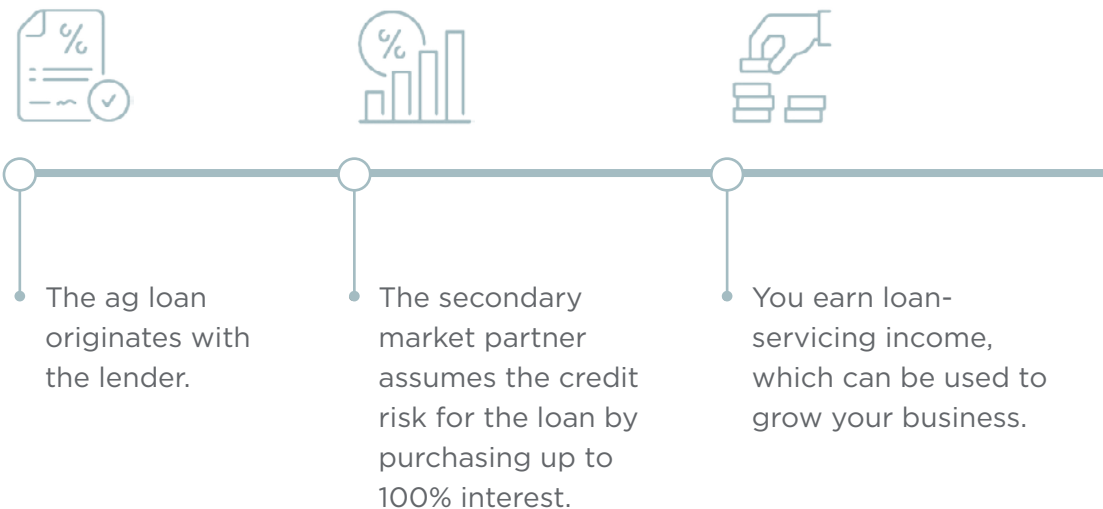 %
%
The ag loan
originates with
the lender.
The secondary
market partner
assumes the credit
risk for the loan by
purchasing up to
100% interest.
You earn loan-
servicing income,
which can be used to
grow your business.